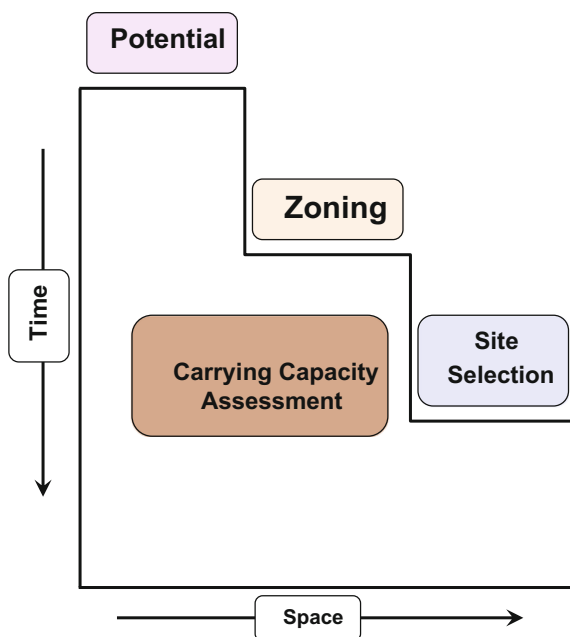 Potential
Zoning
Time
Site
Selection
Carrying Capacity
Assessment
Space